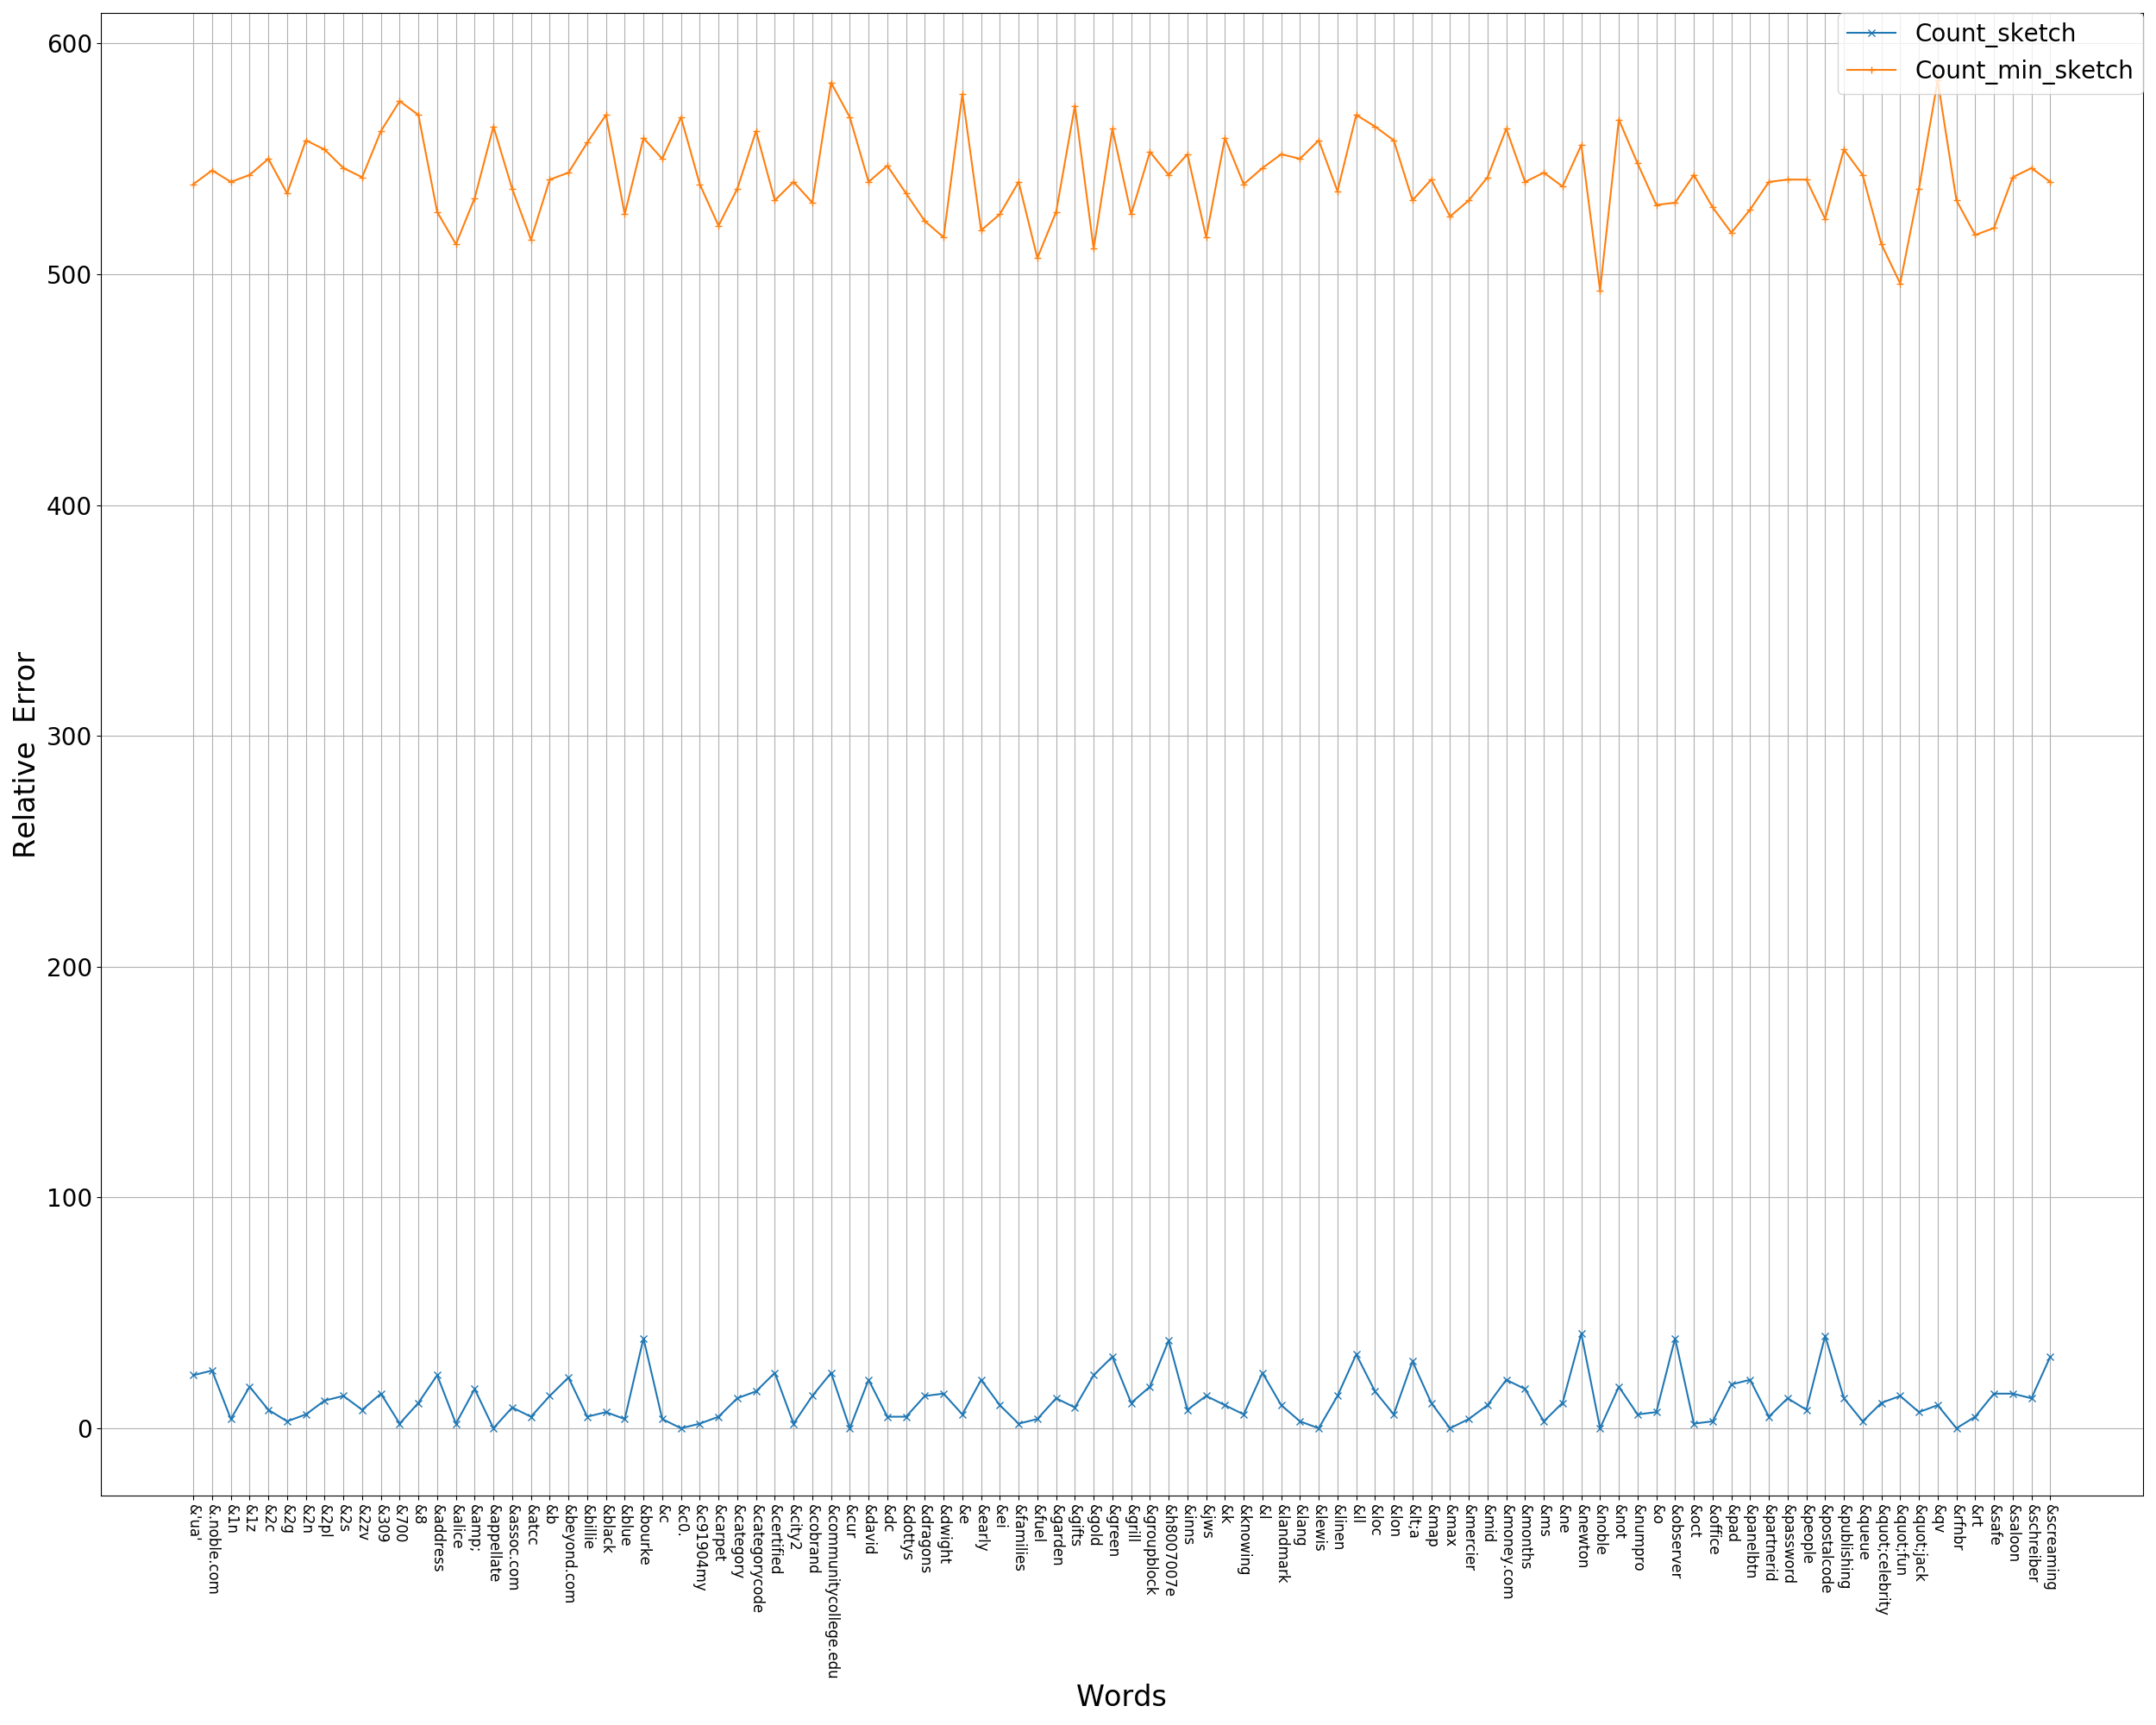 Count_sketch
Count_min_sketch
600
500
400
300
200
100
0
Relative Error
&'ua'
&.noble.com
&1n
&1z
&2c
&2g
&2n
&2pl
&2s
&2zv
&309
&700
&8
&address
&alice
&amp;
&appellate
&assoc.com
&atcc
&b
&beyond.com
&billie
&black
&blue
&bourke
&c
&c0.
&c91904my
&carpet
&category
&categorycode
&certified
&city2
&cobrand
&communitycollege.edu
&cur
&david
&dc
&dottys
&dragons
&dwight
&e
&early
&ei
&families
&fuel
&garden
&gifts
&gold
&green
&grill
&groupblock
&h8007007e
&inns
&jws
&k
&knowing
&l
&landmark
&lang
&lewis
&linen
&ll
&loc
&lon
&lt;a
&map
&max
&mercier
&mid
&money.com
&months
&ms
&ne
&newton
&noble
&not
&numpro
&o
&observer
&oct
&office
&pad
&panelbtn
&partnerid
&password
&people
&postalcode
&publishing
&queue
&quot;celebrity
&quot;fun
&quot;jack
&qv
&rfnbr
&rt
&safe
&saloon
&schreiber
&screaming
Words